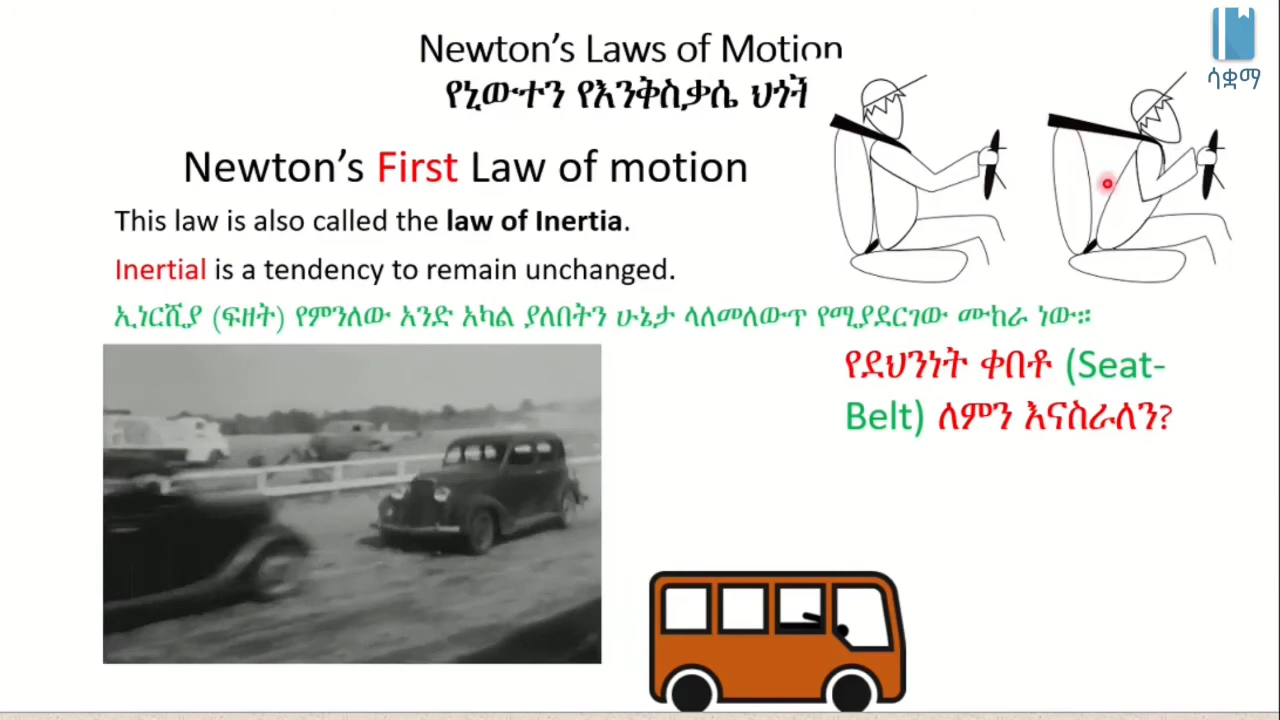 Newton’s Laws of Motion
የኒውተን የእንቅስቃሴ ህጎች
ሳቋማ
Newton’s First Law of motion
This law is also called the law of Inertia.
Inertial is a tendency to remain unchanged.
ኢነርሺያ (ፍዘት) የምንለው አንድ አካል ያለበትን ሁኔታ ላለመለወጥ የሚያደርገው ሙከራ ነው።
የደህንነት ቀበቶ (Seat-
Belt) ለምን እናስራለን?